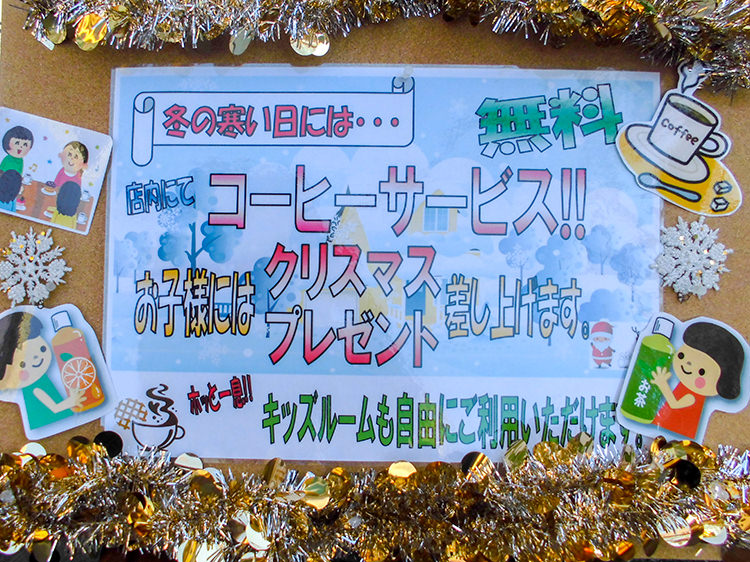 冬の寒い日には・・・
無料
店内にて コーヒーサービス!!
お子様には クリスマス プレゼント 差し上げます。
ホッと一息!!
キッズルームも自由にご利用いただけます。
Coffee
お茶